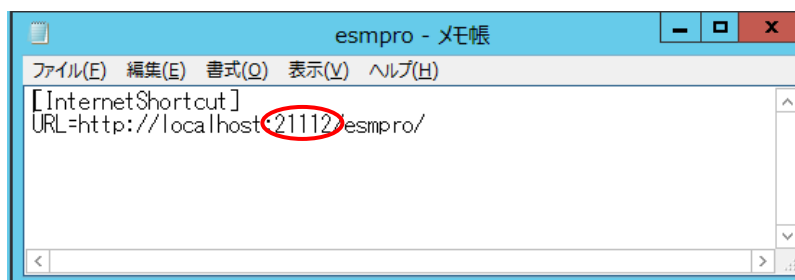 esmpro - メモ帳
ファイル(F) 編集(E) 書式(O) 表示(V) ヘルプ(H)
[InternetShortcut]
URL=http://localhost:21112/esmpro/